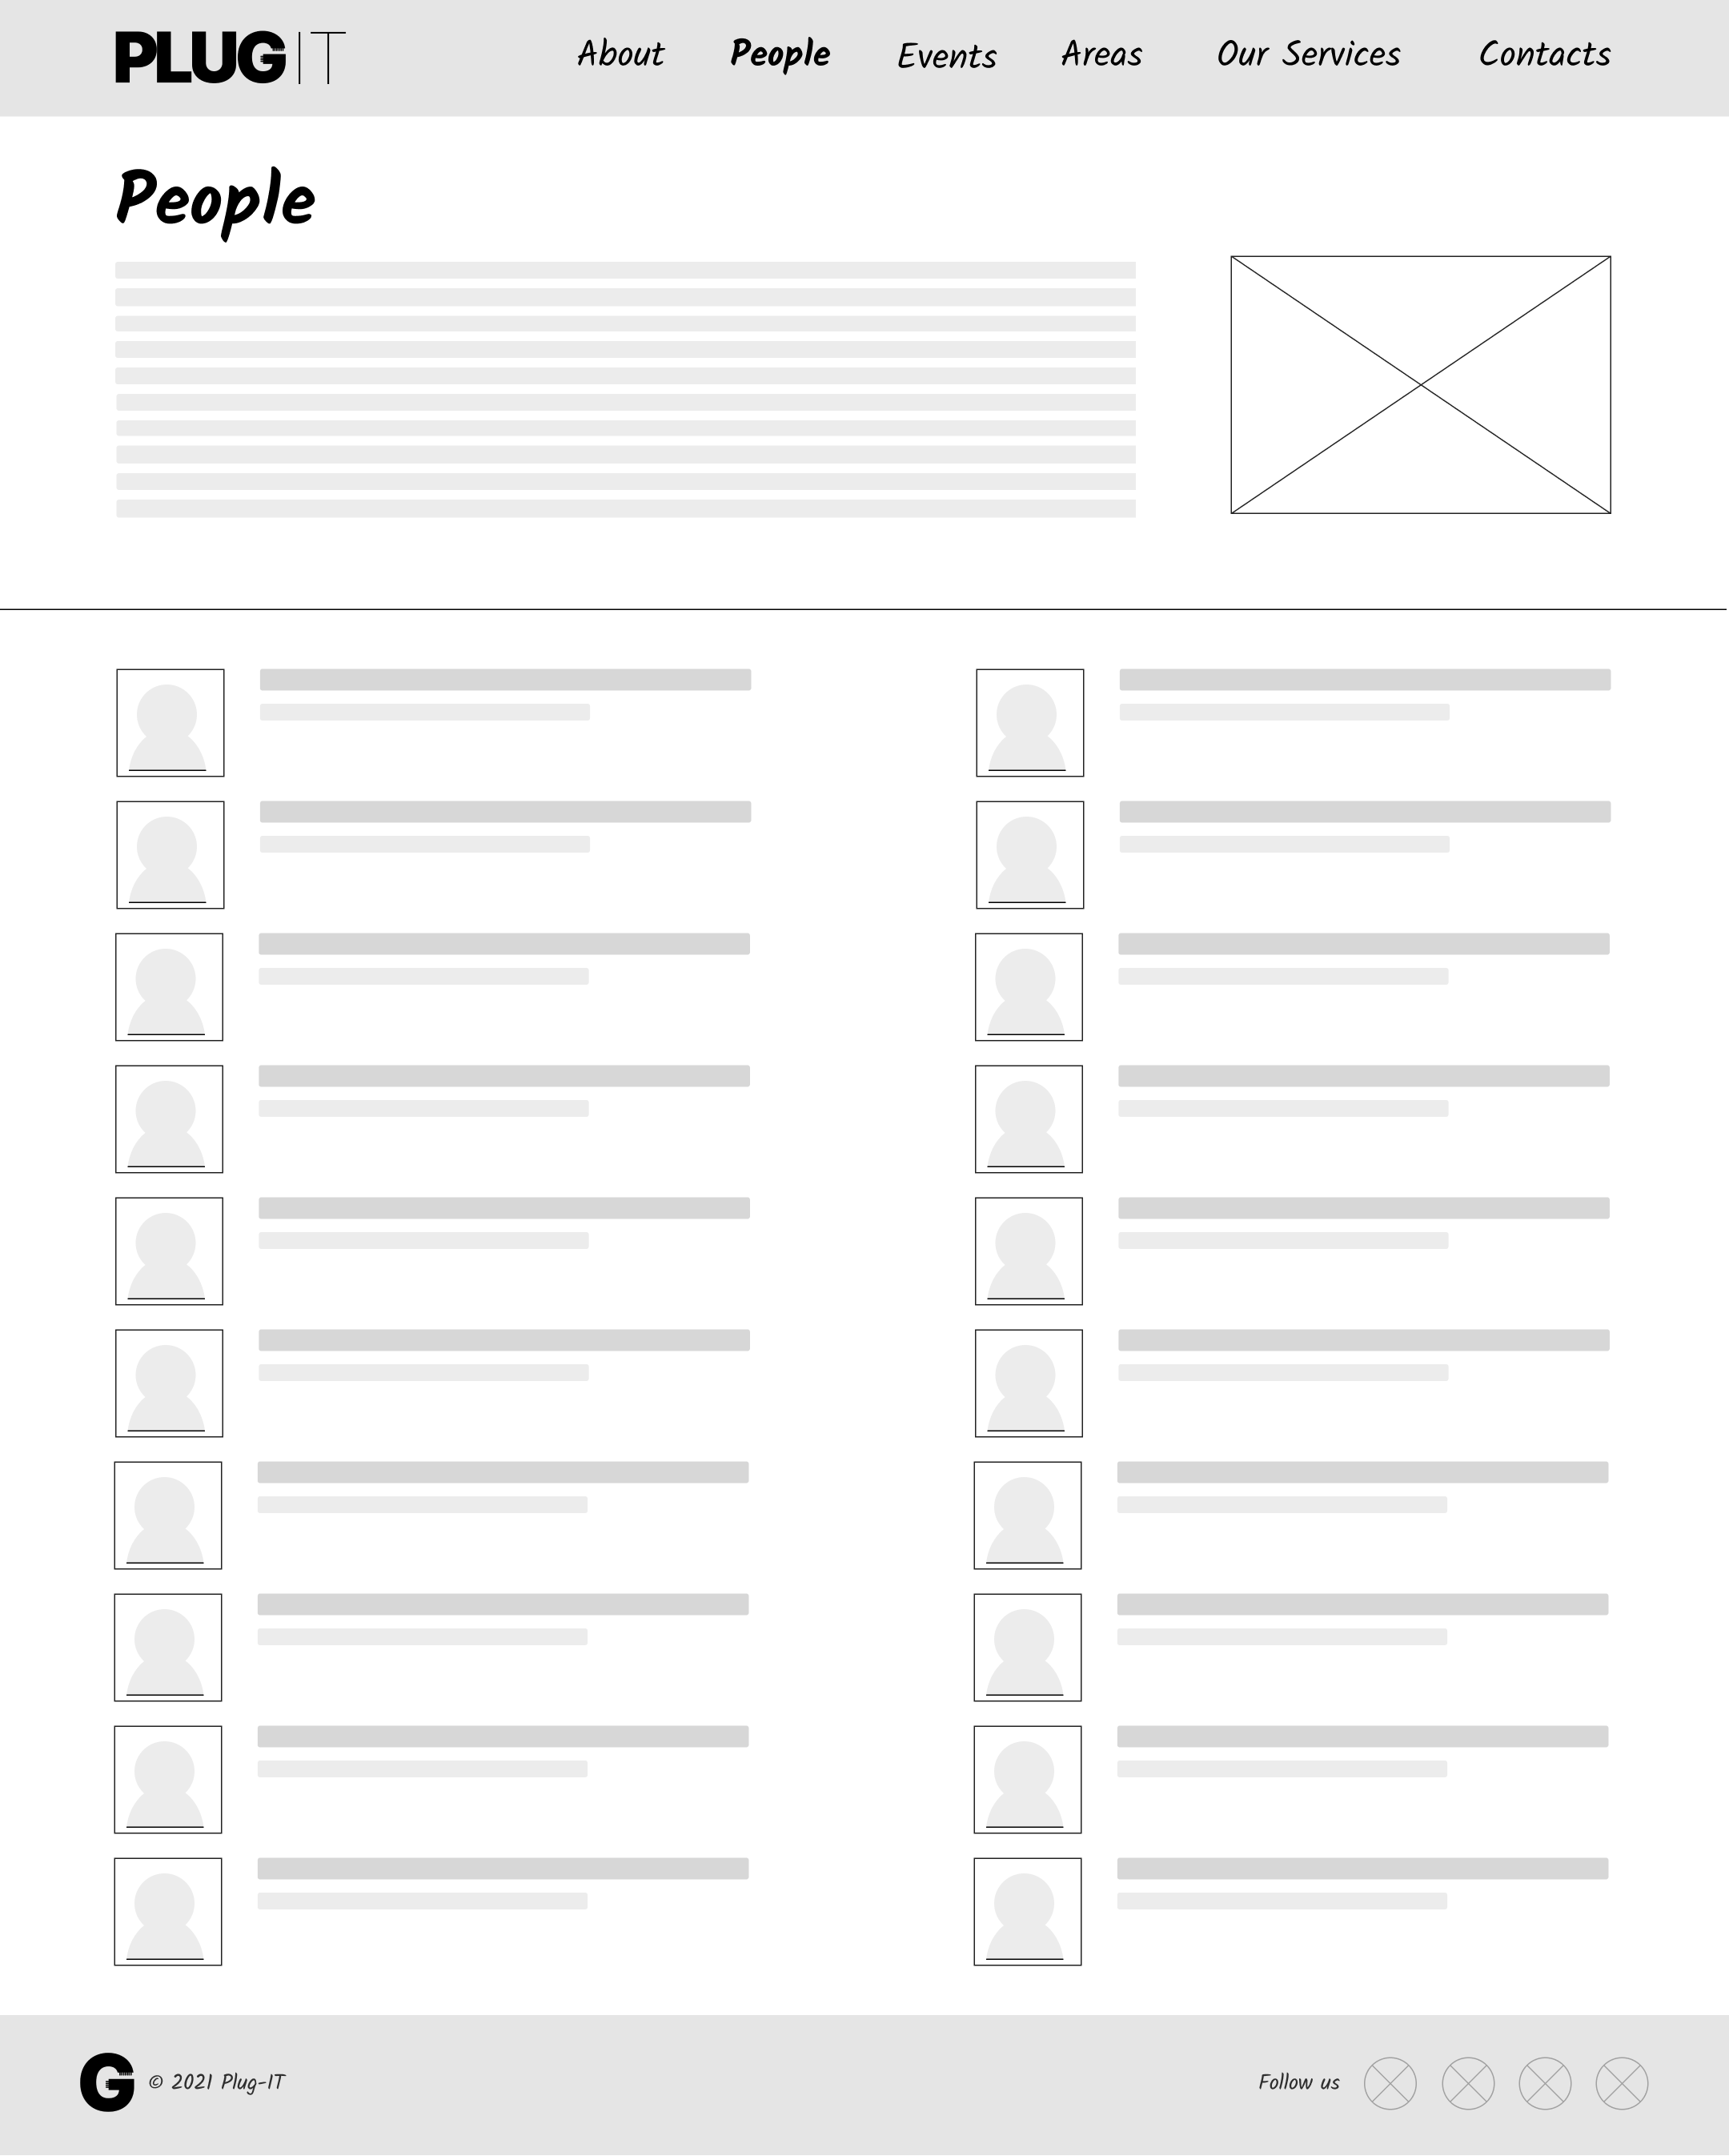 PLUG IT
About People Events Areas Our Services Contacts
People
© 2021 Plug-IT
Follow us